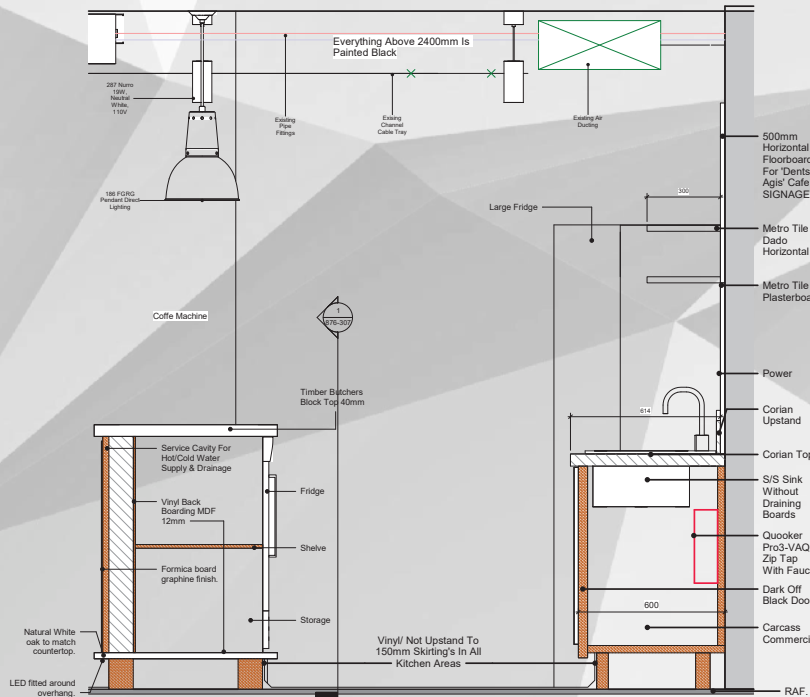 Everything Above 2400mm Is
Painted Black
287 Nurro
19W,
Neutral
White,
110V
Existing
Pipe
Fittings
Exising
Channel
Cable Tray
Existing Air
Ducting
186 FGRG
Pendant Direct
Lighting
Large Fridge
300
500mm
Horizontal
Floorboard
For 'Dents
Agis' Cafe
SIGNAGE
Metro Tile
Dado
Horizontal
Metro Tile
Plasterboa
Coffe Machine
1
876-307
Power
Timber Butchers
Block Top 40mm
614
Corian
Upstand
Corian Top
Service Cavity For
Hot/Cold Water
Supply & Drainage
Fridge
S/S Sink
Without
Draining
Boards
Vinyl Back
Boarding MDF
12mm
Quooker
Pro3-VAQ
Zip Tap
With Fauc
Shelve
Formica board
graphine finish.
Dark Off
Black Doo
600
Storage
Carcass
Commerci
Natural White
oak to match
countertop.
Vinyl/ Not Upstand To
150mm Skirting's In All
Kitchen Areas
LED fitted around
overhang.
RAF.